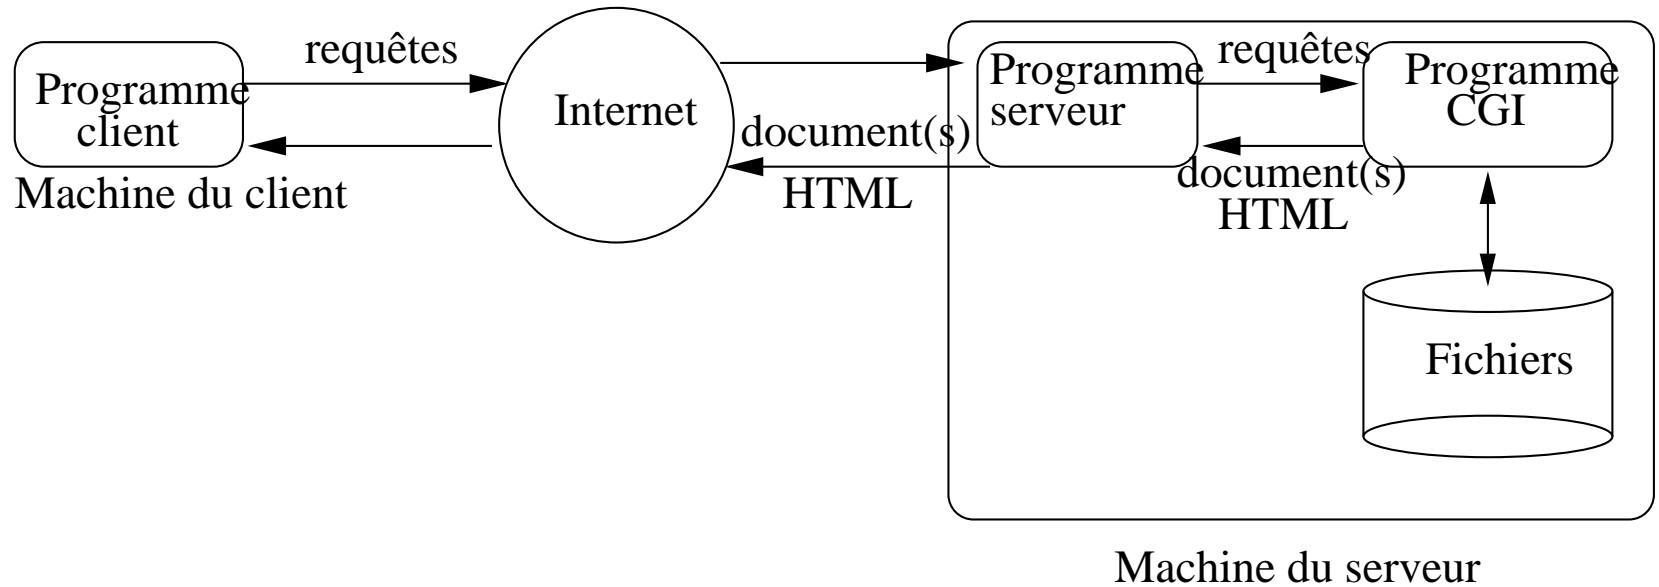 requêtes
Programme
client
Machine du client
Internet
document(s)
HTML
Programme
serveur
requêtes
document(s)
HTML
Programme
CGI
Fichiers
Machine du serveur